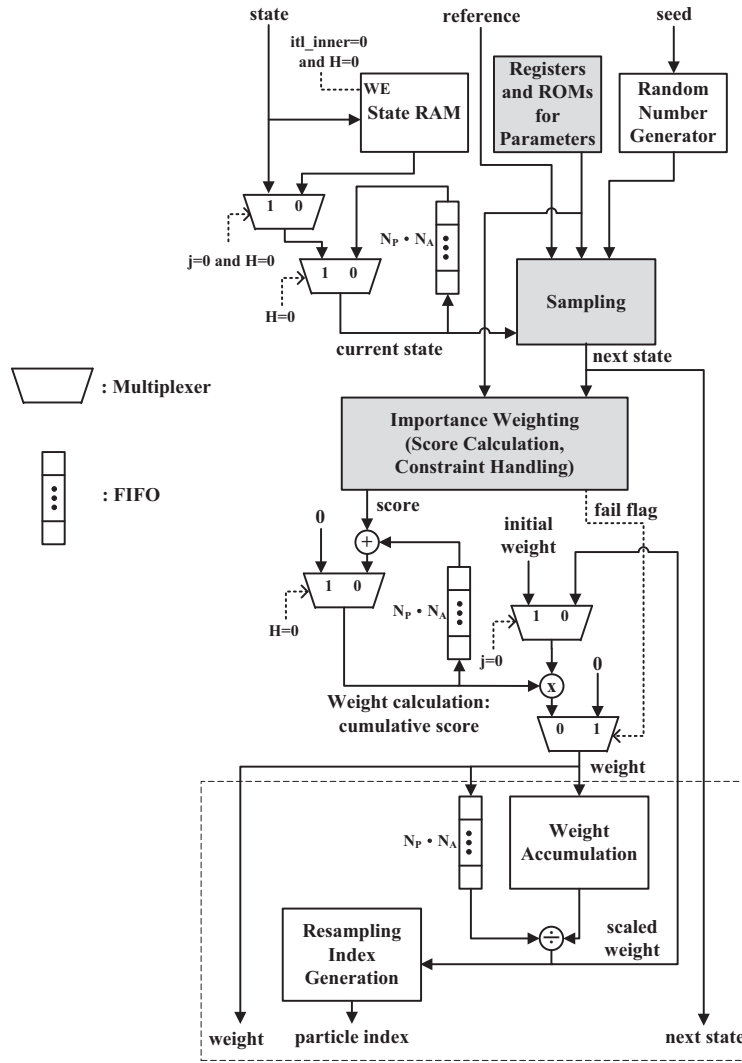 state
reference
seed
itl_inner=0
and H=0
WE
State RAM
Registers
and ROMs
for
Parameters
Random
Number
Generator
1 0
N_P • N_A
j=0 and H=0
1 0
H=0
Sampling
current state
next state
: Multiplexer
Importance Weighting
(Score Calculation,
Constraint Handling)
: FIFO
score
fail flag
0
initial
weight
+
1 0
N_P • N_A
1 0
H=0
j=0
0
x
Weight calculation:
cumulative score
0 1
weight
N_P • N_A
Weight
Accumulation
Resampling
Index
Generation
÷
scaled
weight
weight
particle index
next state